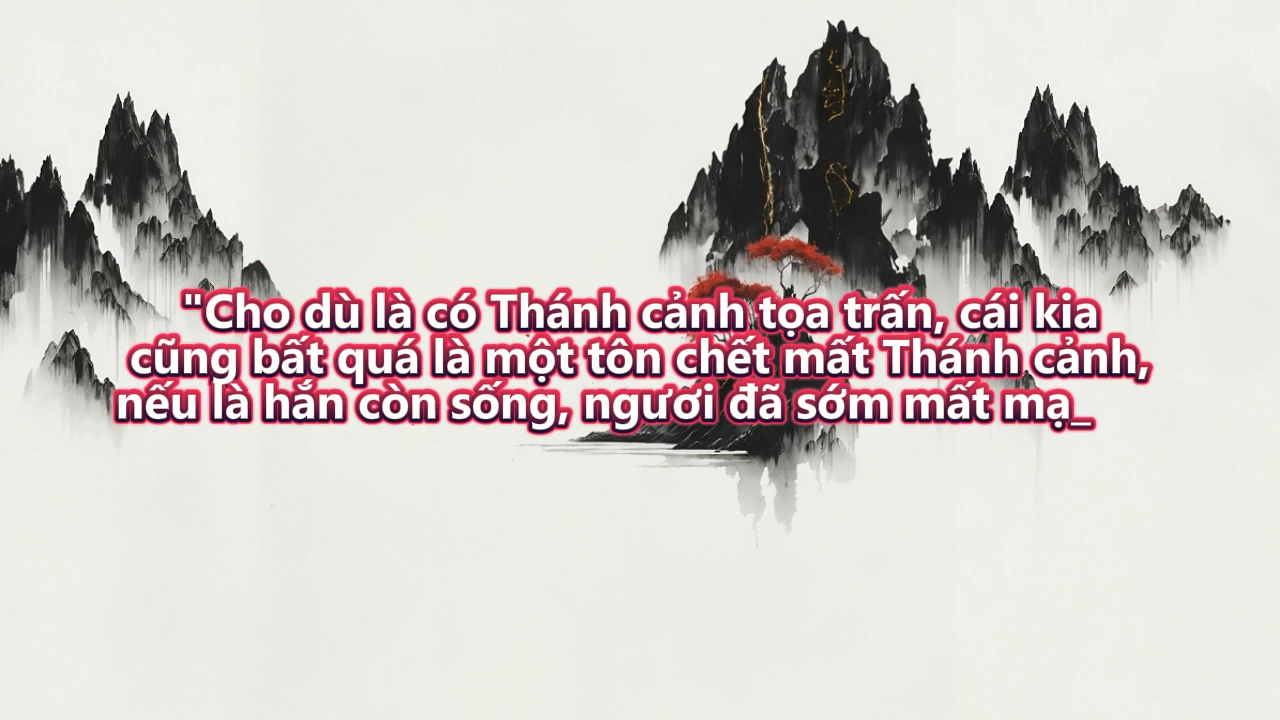 "Cho dù là có Thánh cảnh tọa trấn, cái kia
cũng bất quá là một tôn chết mất Thánh cảnh,
nếu là hắn còn sống, ngươi đã sớm mất mạ_